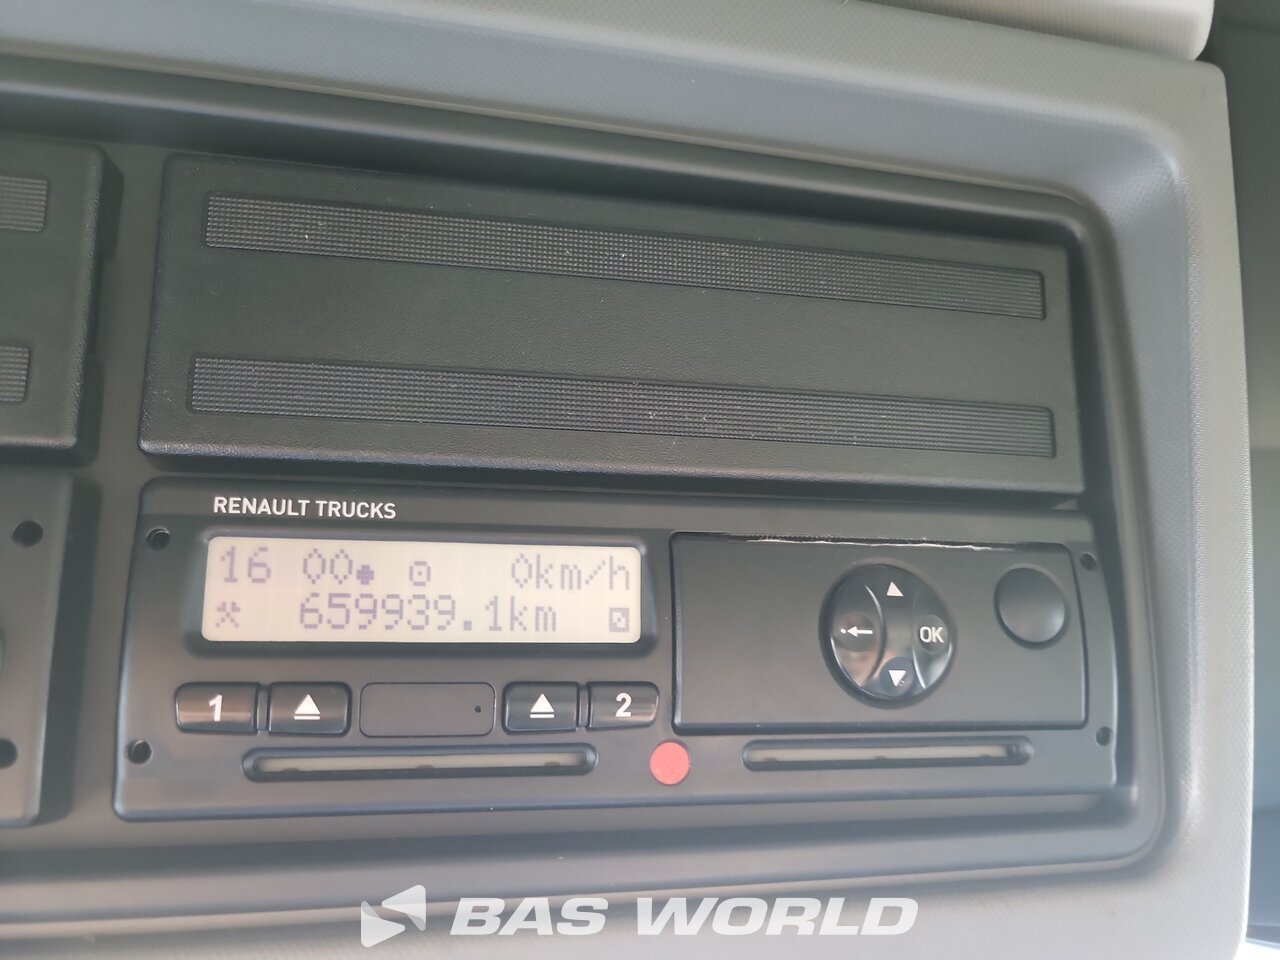 RENAULT TRUCKS
16 00 0km/h
659939.1km
1 2
OK
BAS WORLD